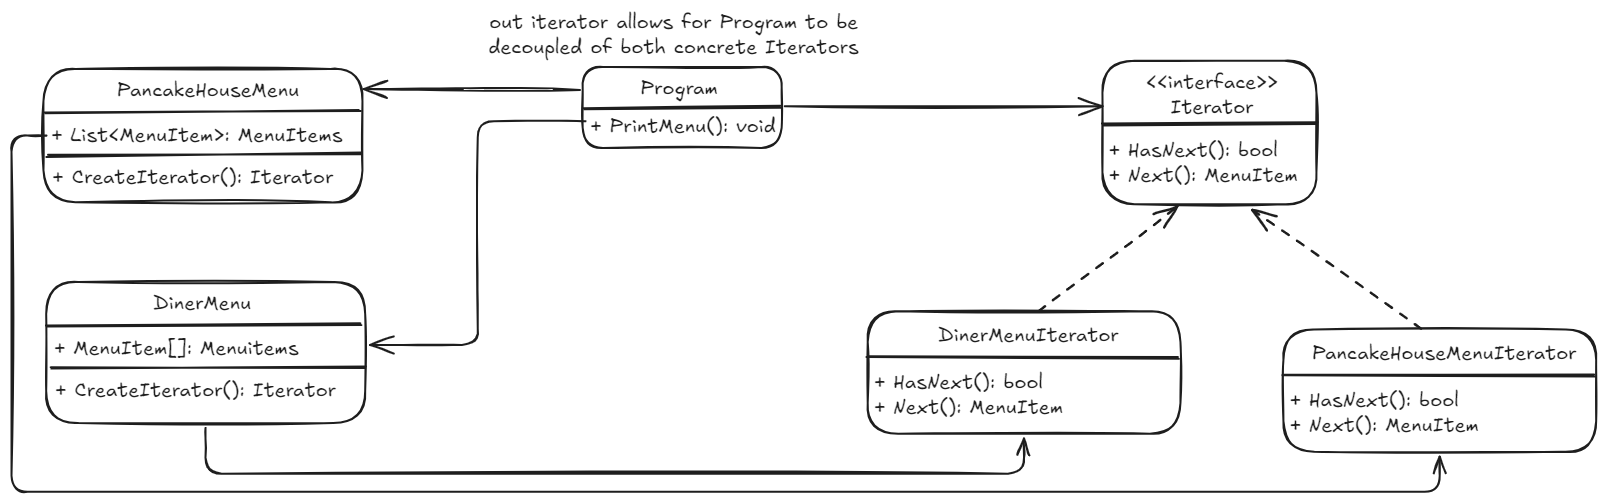 out iterator allows for Program to be
decoupled of both concrete Iterators
PancakeHouseMenu
+ List<MenuItem>: MenuItems
+ CreateIterator(): Iterator
Program
+ PrintMenu(): void
<<interface>>
Iterator
+ HasNext(): bool
+ Next(): MenuItem
DinerMenu
+ MenuItem[]: Menuitems
+ CreateIterator(): Iterator
DinerMenuIterator
+ HasNext(): bool
+ Next(): MenuItem
PancakeHouseMenuIterator
+ HasNext(): bool
+ Next(): MenuItem